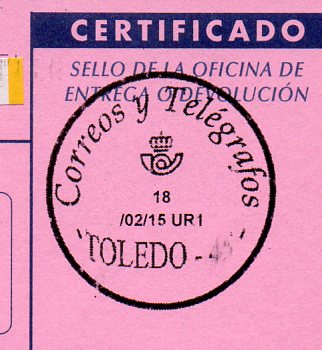 CERTIFICADO
SELLO DE LA OFICINA DE
ENTREGA O DEVOLUCIÓN
Correos y Telégrafos
18
/02/15 UR1
TOLEDO -